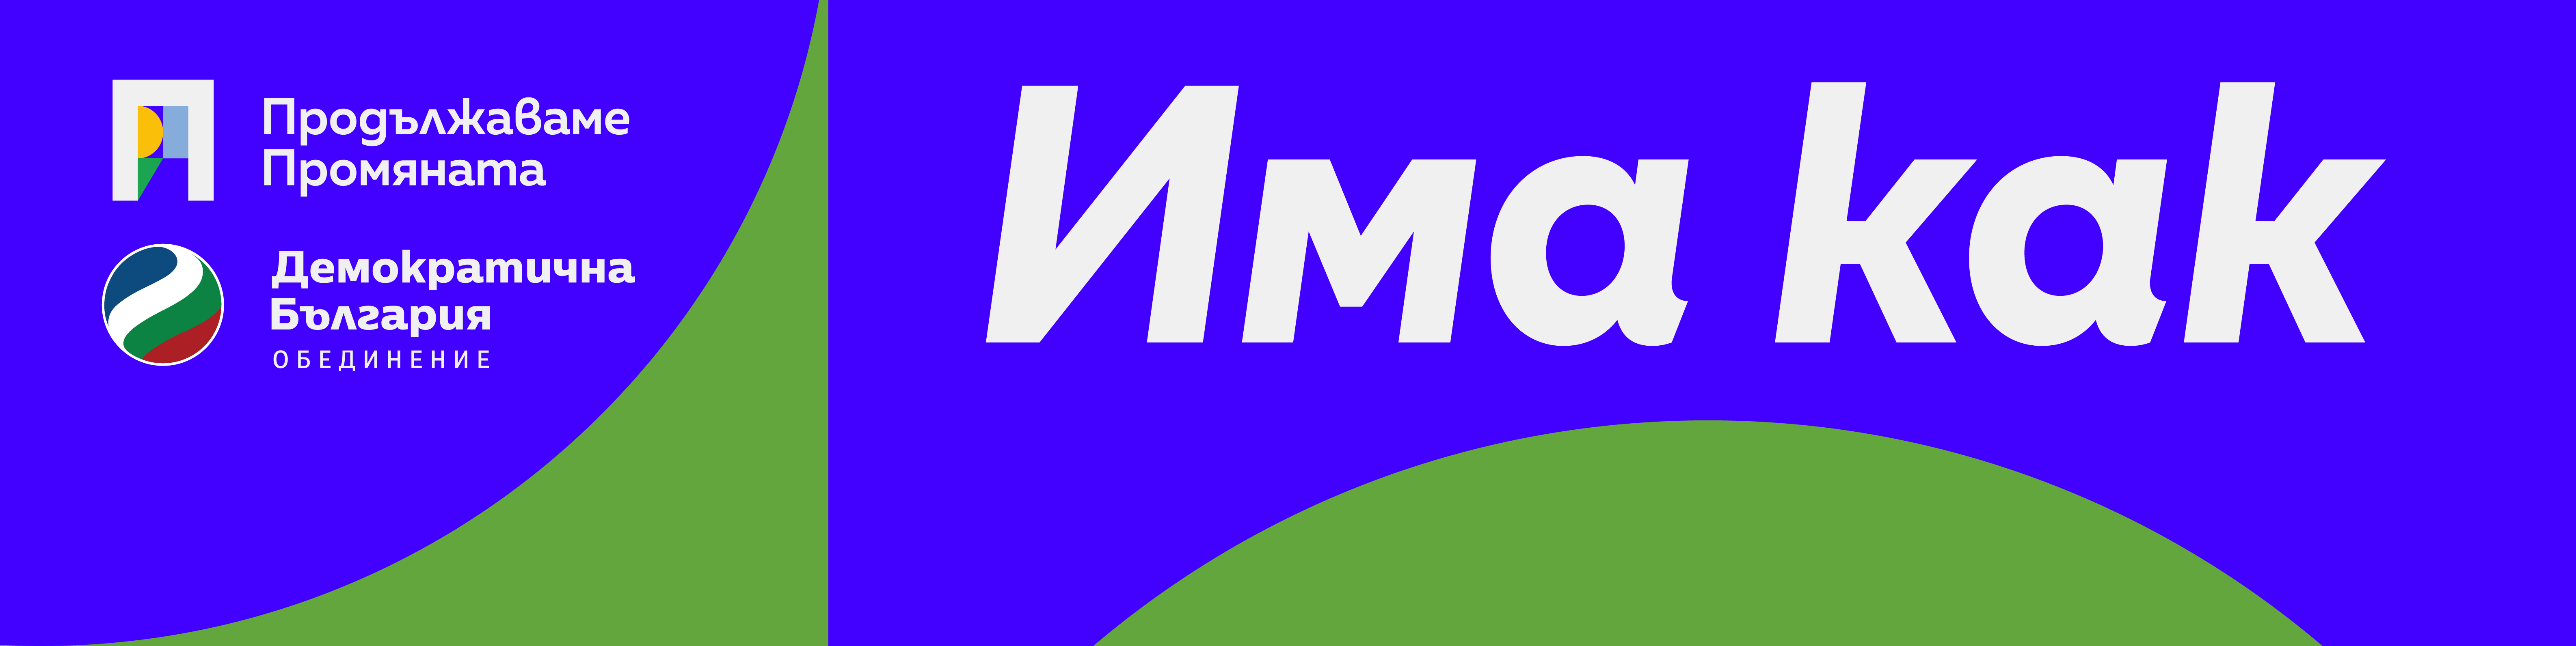 Продължаваме
Промяната
Демократична
България
ОБЕДИНЕНИЕ
Има как